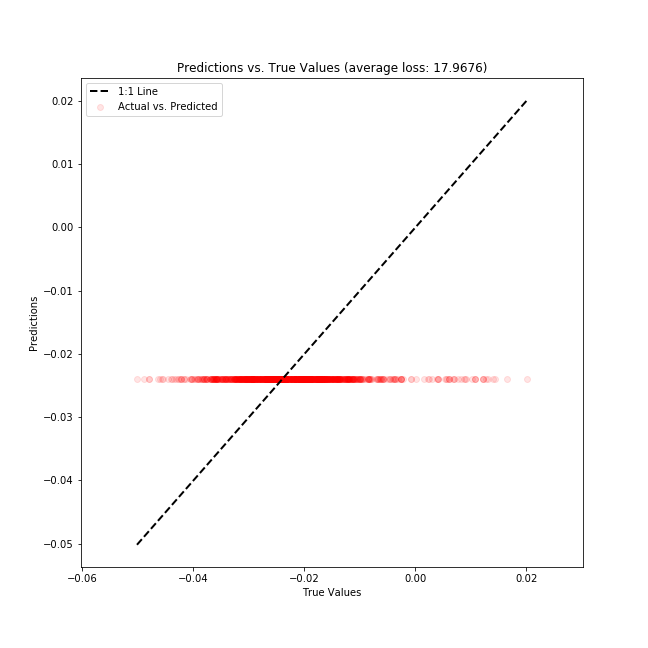 Predictions vs. True Values (average loss: 17.9676)
1:1 Line
Actual vs. Predicted
0.02
0.01
0.00
−0.01
−0.02
−0.03
−0.04
−0.05
Predictions
−0.06
−0.04
−0.02
0.00
0.02
True Values